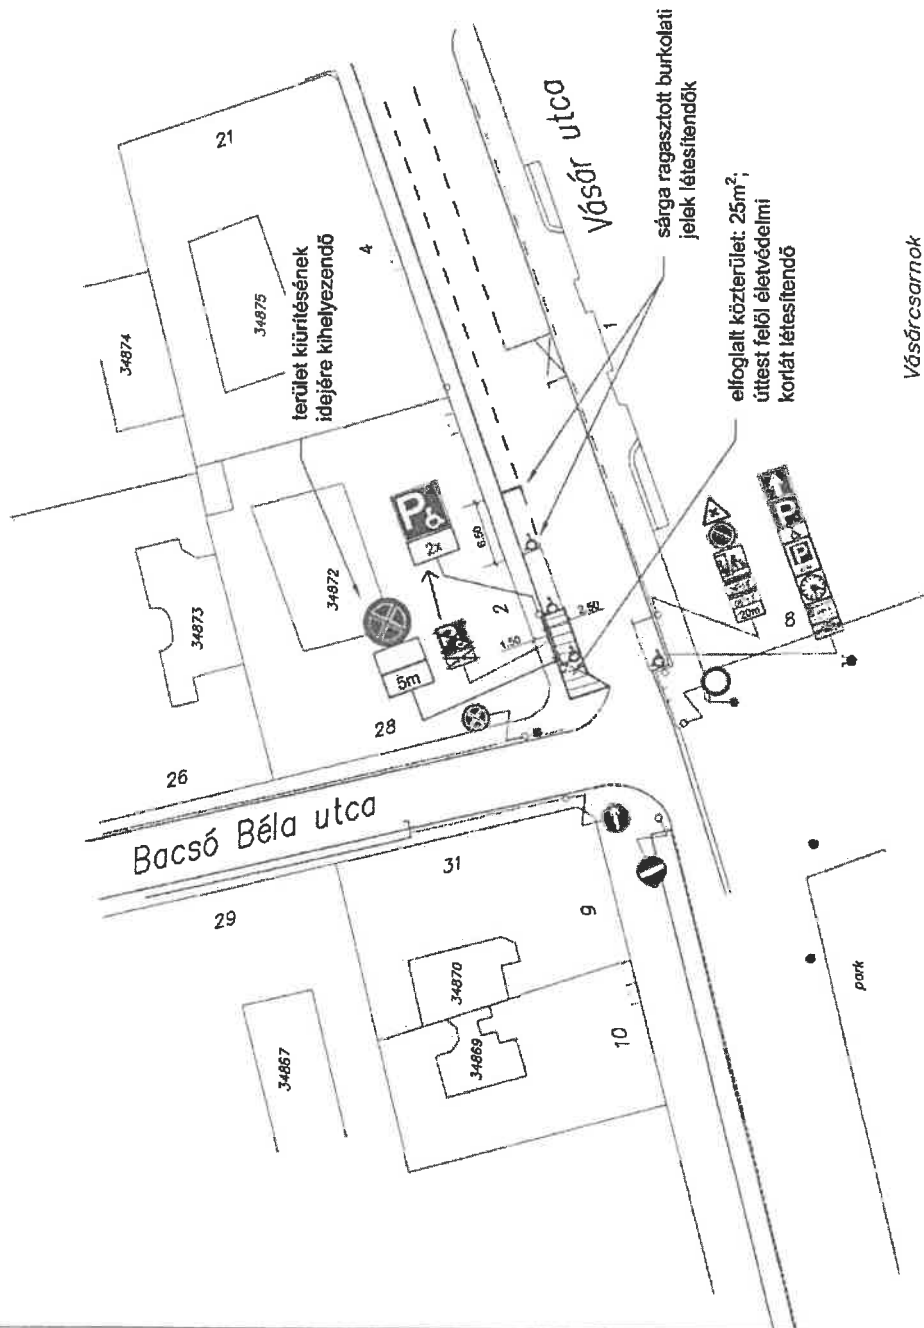 21
34874
34875
4
terület kiürítésének
idejére kihelyezendő
34873
34872
P
2x
6.60
2
1.50
2.50
5m
P
28
26
Bacsó Béla utca
29
31
9
34870
34869
10
34867
Vásár utca
1
sárga ragasztott burkolati
jelek létesítendők
elfoglalt közterület: 25m²;
úttest felől életvédelmi
korlát létesítendő
Vásárcsarnok
20m
P
P
8
park